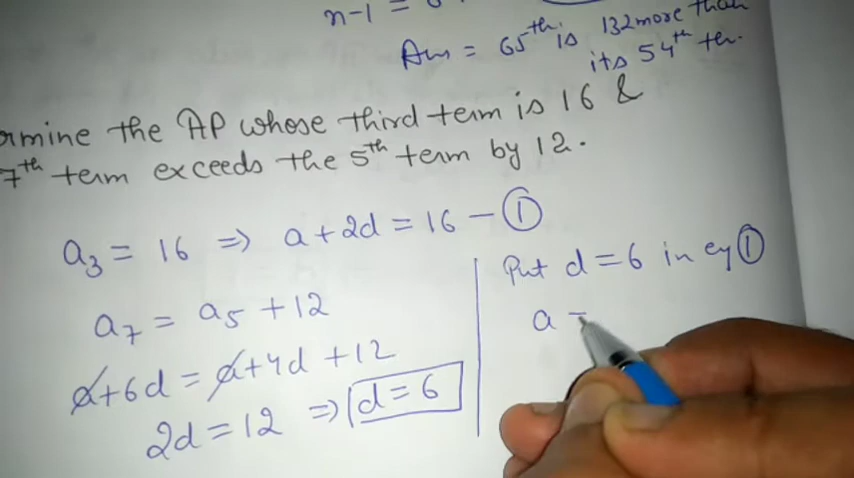 n-1 =
Ans = 65th is 132 more than
its 54th
ermine the AP whose third term is 16 &
7th term exceeds the 5th term by 12.
a₃ = 16 ⇒ a+2d = 16 — ①
a₇ = a₅ + 12
a+6d = a+4d +12
2d = 12 ⇒ d = 6
Put d = 6 in eq ①
a =